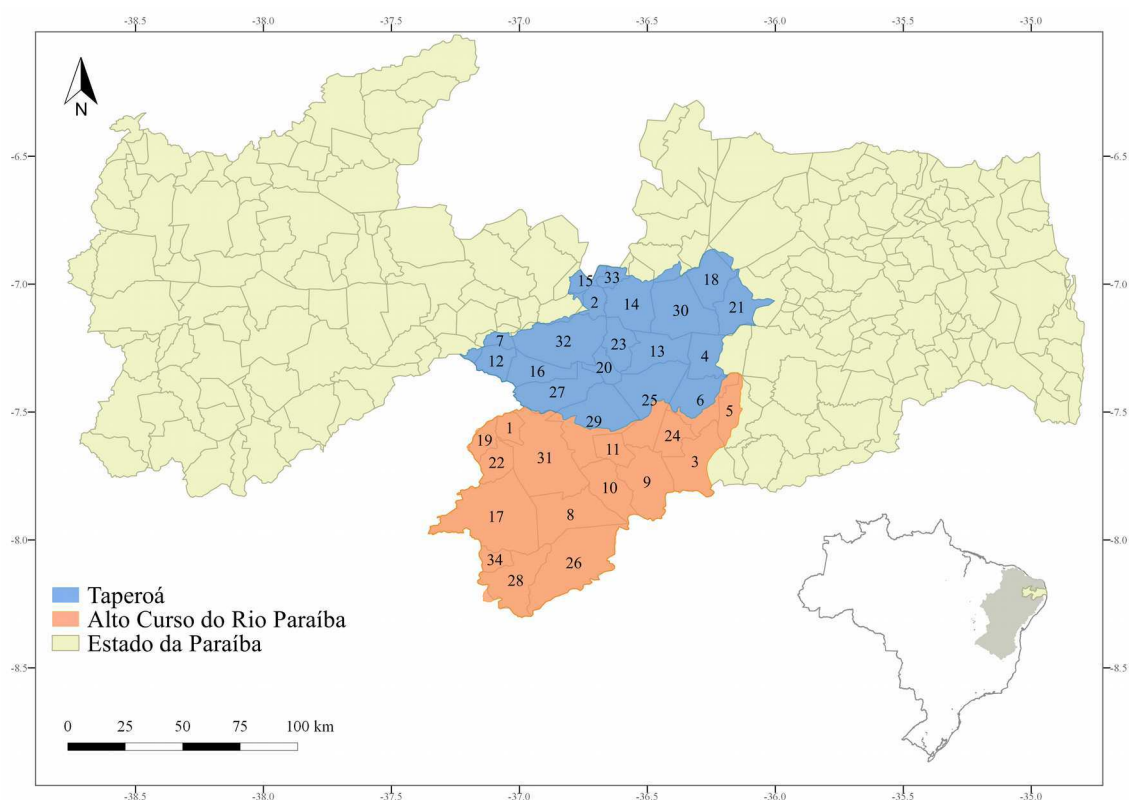 -38.5 -38.0 -37.5 -37.0 -36.5 -36.0 -35.5 -35.0
N
-6.5 -6.5
18
15 33
2 14 30 21
-7.0 -7.0
7 32 23 13 4
12 16 20
27 25 6 5
-7.5 -7.5
29
1 24
19 11
22 31 3
10 9
17 8
-8.0 -8.0
34 26
28
Taperoá
Alto Curso do Rio Paraíba
Estado da Paraíba
-8.5 -8.5
0 25 50 75 100 km
-38.5 -38.0 -37.5 -37.0 -36.5 -36.0 -35.5 -35.0